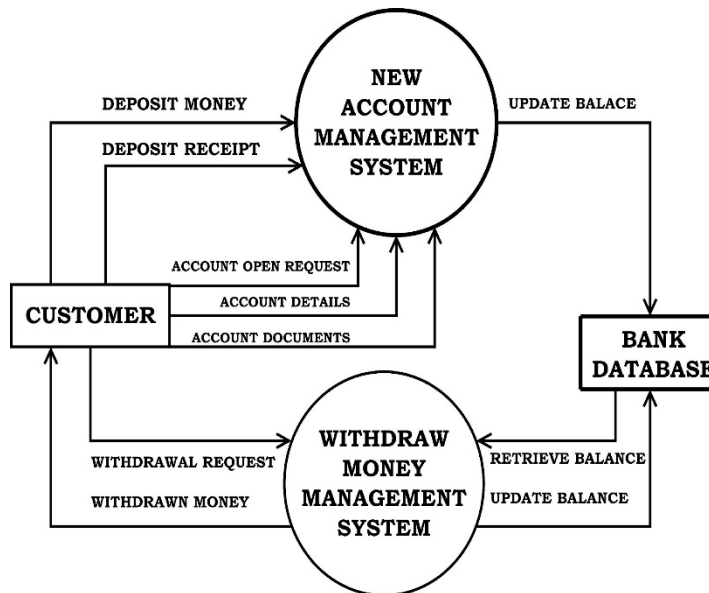 NEW
ACCOUNT
MANAGEMENT
SYSTEM
DEPOSIT MONEY
UPDATE BALACE
DEPOSIT RECEIPT
ACCOUNT OPEN REQUEST
ACCOUNT DETAILS
ACCOUNT DOCUMENTS
CUSTOMER
BANK
DATABASE
WITHDRAW
MONEY
MANAGEMENT
SYSTEM
WITHDRAWAL REQUEST
WITHDRAWN MONEY
RETRIEVE BALANCE
UPDATE BALANCE